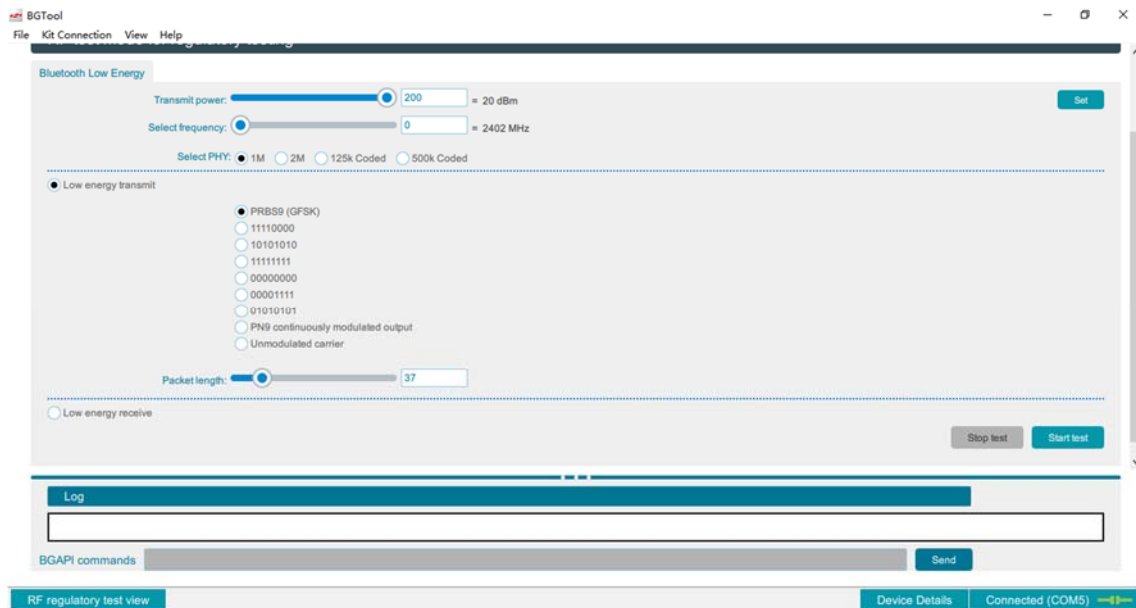 BGTool
File Kit Connection View Help
Bluetooth Low Energy
Transmit power: 200 = 20 dBm
Set
Select frequency: 0 = 2402 MHz
Select PHY: 1M 2M 125k Coded 500k Coded
Low energy transmit
PRBS9 (GFSK)
11110000
10101010
11111111
00000000
00001111
01010101
PN9 continuously modulated output
Unmodulated carrier
Packet length: 37
Low energy receive
Stop test Start test
Log
BGAPI commands Send
RF regulatory test view Device Details Connected (COM5)